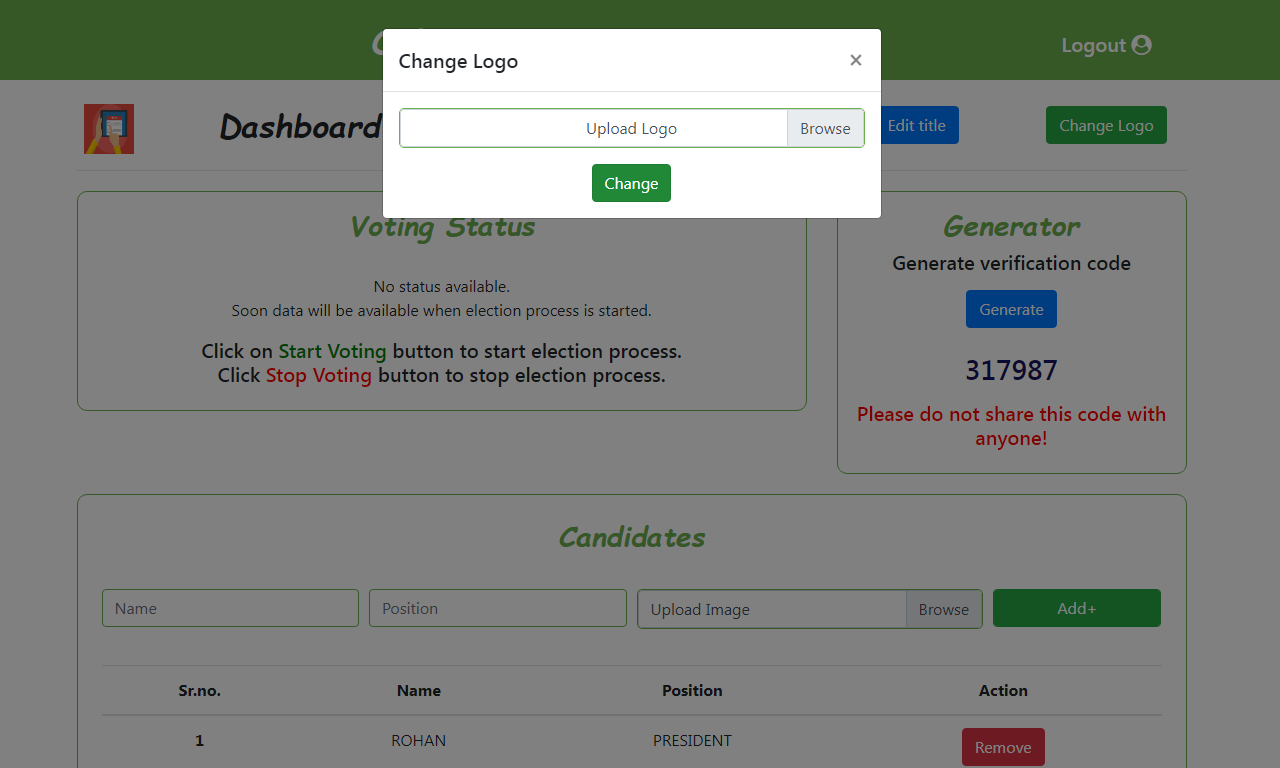 Logout
Change Logo
×
Upload Logo
Browse
Change
Dashboard
Edit title
Change Logo
Voting Status
No status available.
Soon data will be available when election process is started.
Click on Start Voting button to start election process.
Click Stop Voting button to stop election process.
Generator
Generate verification code
Generate
317987
Please do not share this code with
anyone!
Candidates
Name
Position
Upload Image
Browse
Add+
Sr.no.
Name
Position
Action
1
ROHAN
PRESIDENT
Remove